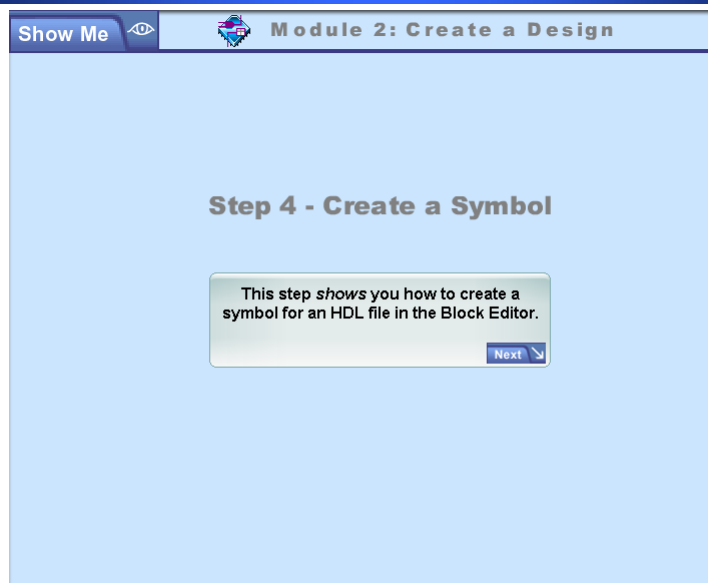 Show Me
Module 2: Create a Design
Step 4 - Create a Symbol
This step shows you how to create a
symbol for an HDL file in the Block Editor.
Next